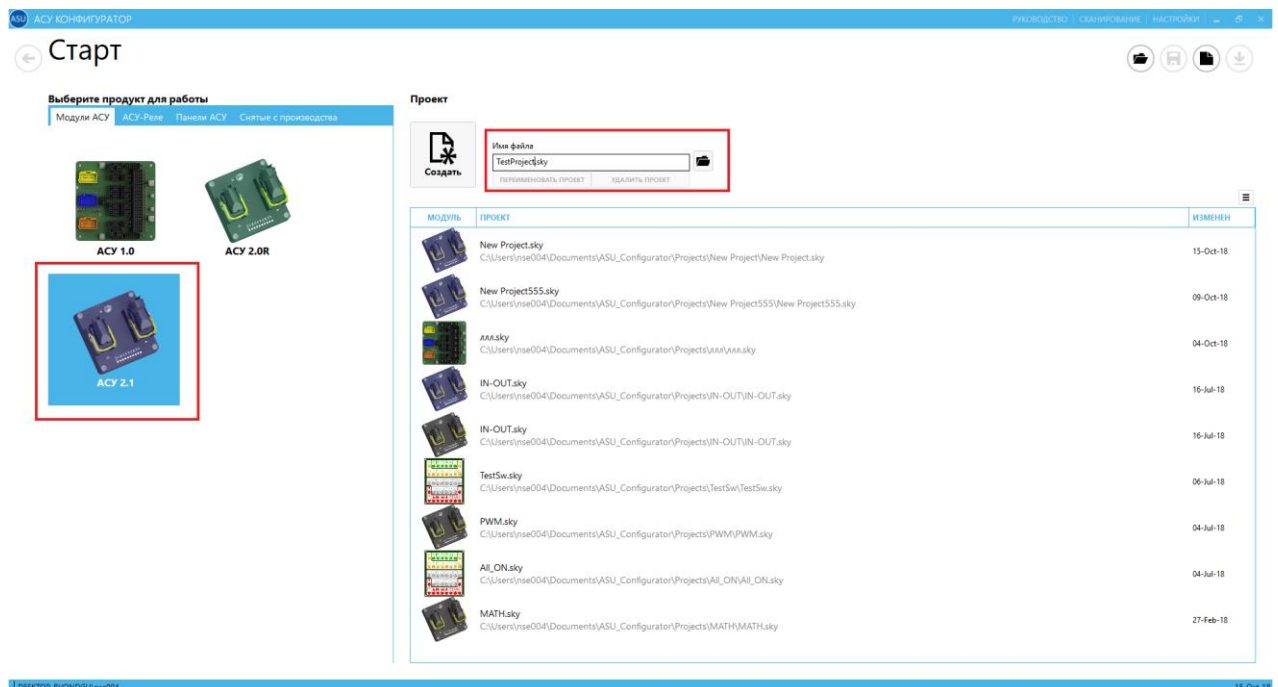 ASU АСУ КОНФИГУРАТОР
РУКОВОДСТВО | СКАНИРОВАНИЕ | НАСТРОЙКИ
Старт
Выберите продукт для работы
Модули АСУ АСУ-Реле Панели АСУ Снятые с производства
АСУ 1.0
АСУ 2.0R
АСУ 2.1
Проект
Создать
Имя файла
TestProject.sky
ПЕРЕИМЕНОВАТЬ ПРОЕКТ УДАЛИТЬ ПРОЕКТ
МОДУЛЬ ПРОЕКТ ИЗМЕНЕН
New Project.sky
C:\Users\nse004\Documents\ASU_Configurator\Projects\New Project\New Project.sky
15-Oct-18
New Project555.sky
C:\Users\nse004\Documents\ASU_Configurator\Projects\New Project555\New Project555.sky
09-Oct-18
ллл.sky
C:\Users\nse004\Documents\ASU_Configurator\Projects\ллл\ллл.sky
04-Oct-18
IN-OUT.sky
C:\Users\nse004\Documents\ASU_Configurator\Projects\IN-OUT\IN-OUT.sky
16-Jul-18
IN-OUT.sky
C:\Users\nse004\Documents\ASU_Configurator\Projects\IN-OUT\IN-OUT.sky
16-Jul-18
TestSw.sky
C:\Users\nse004\Documents\ASU_Configurator\Projects\TestSw\TestSw.sky
06-Jul-18
PWM.sky
C:\Users\nse004\Documents\ASU_Configurator\Projects\PWM\PWM.sky
04-Jul-18
All_ON.sky
C:\Users\nse004\Documents\ASU_Configurator\Projects\All_ON\All_ON.sky
04-Jul-18
MATH.sky
C:\Users\nse004\Documents\ASU_Configurator\Projects\MATH\MATH.sky
27-Feb-18
15-Oct-18